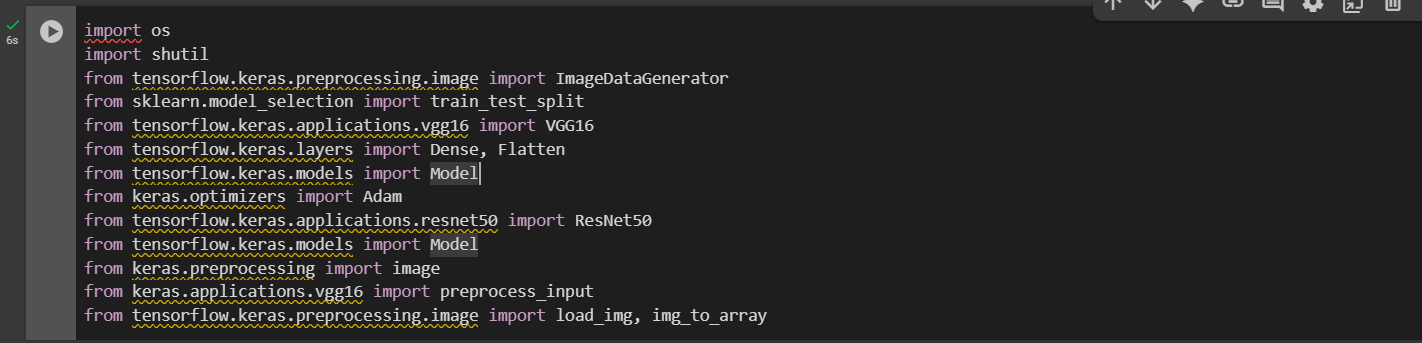 import os
6s
import shutil
from tensorflow.keras.preprocessing.image import ImageDataGenerator
from sklearn.model_selection import train_test_split
from tensorflow.keras.applications.vgg16 import VGG16
from tensorflow.keras.layers import Dense, Flatten
from tensorflow.keras.models import Model
from keras.optimizers import Adam
from tensorflow.keras.applications.resnet50 import ResNet50
from tensorflow.keras.models import Model
from keras.preprocessing import image
from keras.applications.vgg16 import preprocess_input
from tensorflow.keras.preprocessing.image import load_img, img_to_array